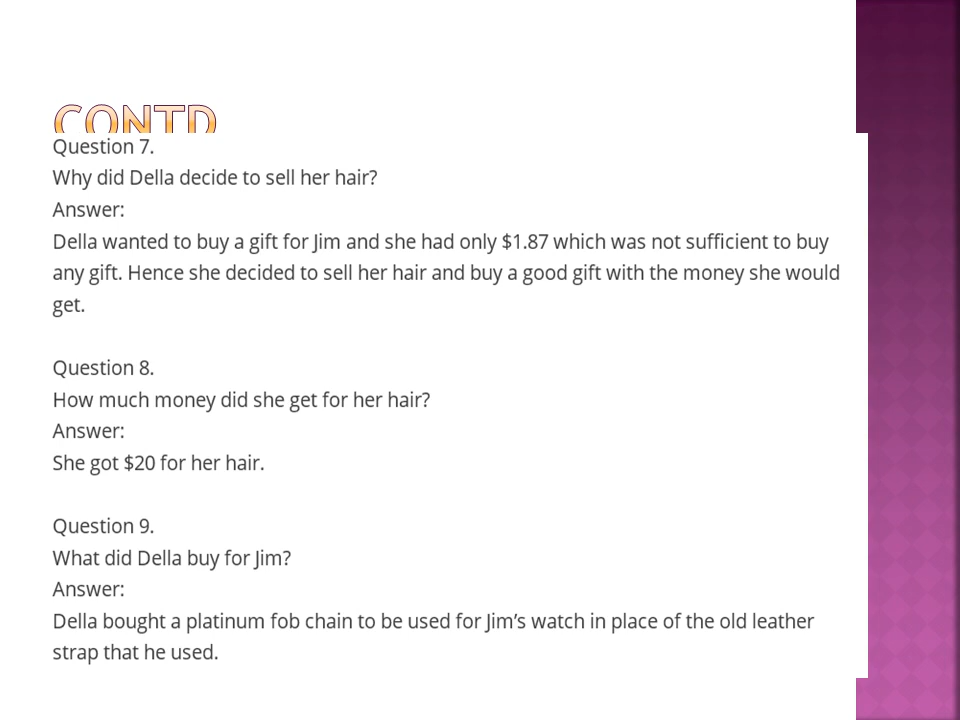 CONTD
Question 7.
Why did Della decide to sell her hair?
Answer:
Della wanted to buy a gift for Jim and she had only $1.87 which was not sufficient to buy
any gift. Hence she decided to sell her hair and buy a good gift with the money she would
get.
Question 8.
How much money did she get for her hair?
Answer:
She got $20 for her hair.
Question 9.
What did Della buy for Jim?
Answer:
Della bought a platinum fob chain to be used for Jim’s watch in place of the old leather
strap that he used.